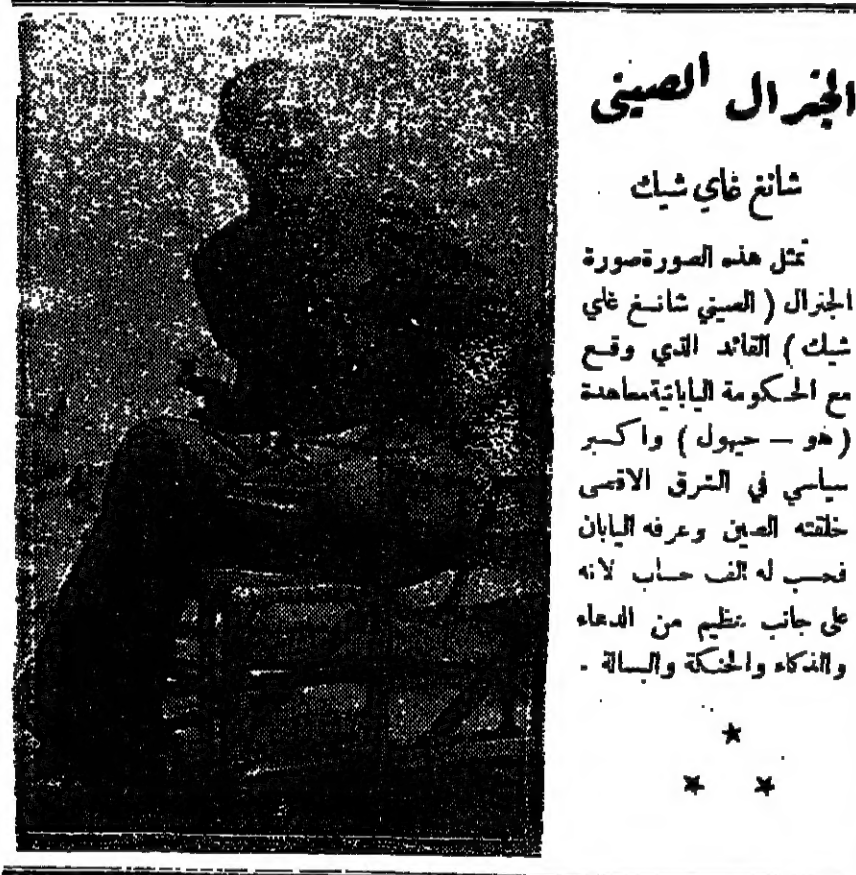 الجنرال الصيني
شانغ غاي شيك
تمثل هذه الصورة صورة
الجنرال ( الصيني شانغ غاي
شيك ) القائد الذي وقع
مع الحكومة اليابانية معاهدة
( هو — جيهول ) واكبر
سياسي في الشرق الاقصى
خلقته الصين وعرفه اليابان
فحسب له الف حساب لانه
على جانب عظيم من الدهاء
والذكاء والحنكة والبسالة .